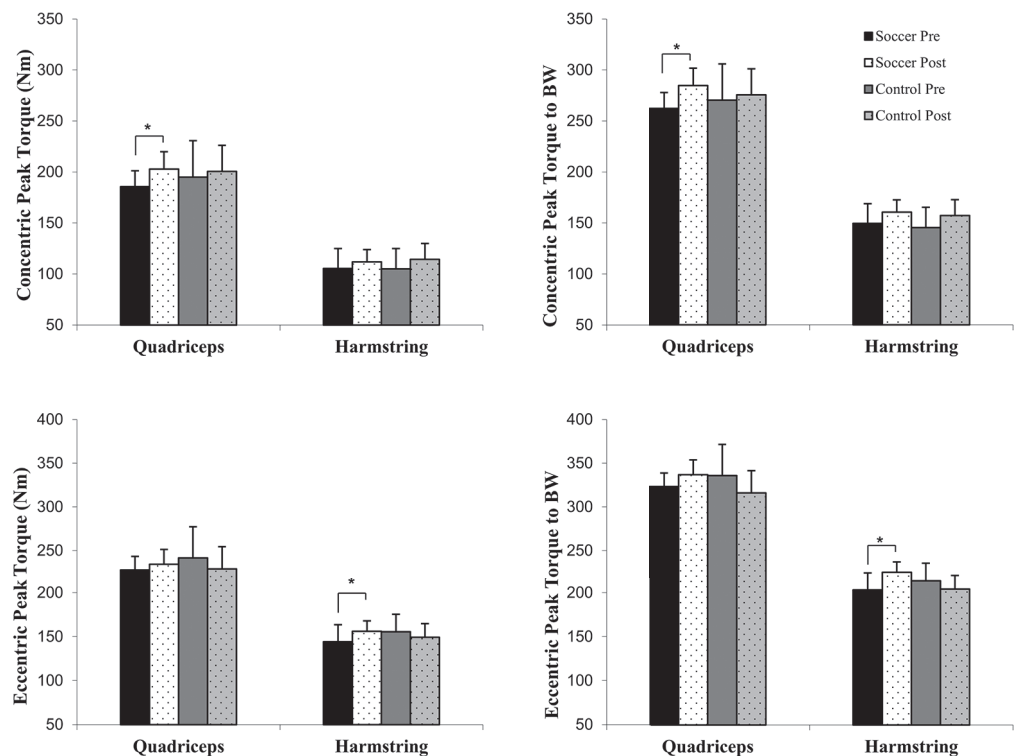 Concentric Peak Torque (Nm)
350
300
250
200
150
100
50
*
Quadriceps
Harmstring
Concentric Peak Torque to BW
350
300
250
200
150
100
50
*
Soccer Pre
Soccer Post
Control Pre
Control Post
Quadriceps
Harmstring
Eccentric Peak Torque (Nm)
400
350
300
250
200
150
100
50
*
Quadriceps
Harmstring
Eccentric Peak Torque to BW
400
350
300
250
200
150
100
50
*
Quadriceps
Harmstring